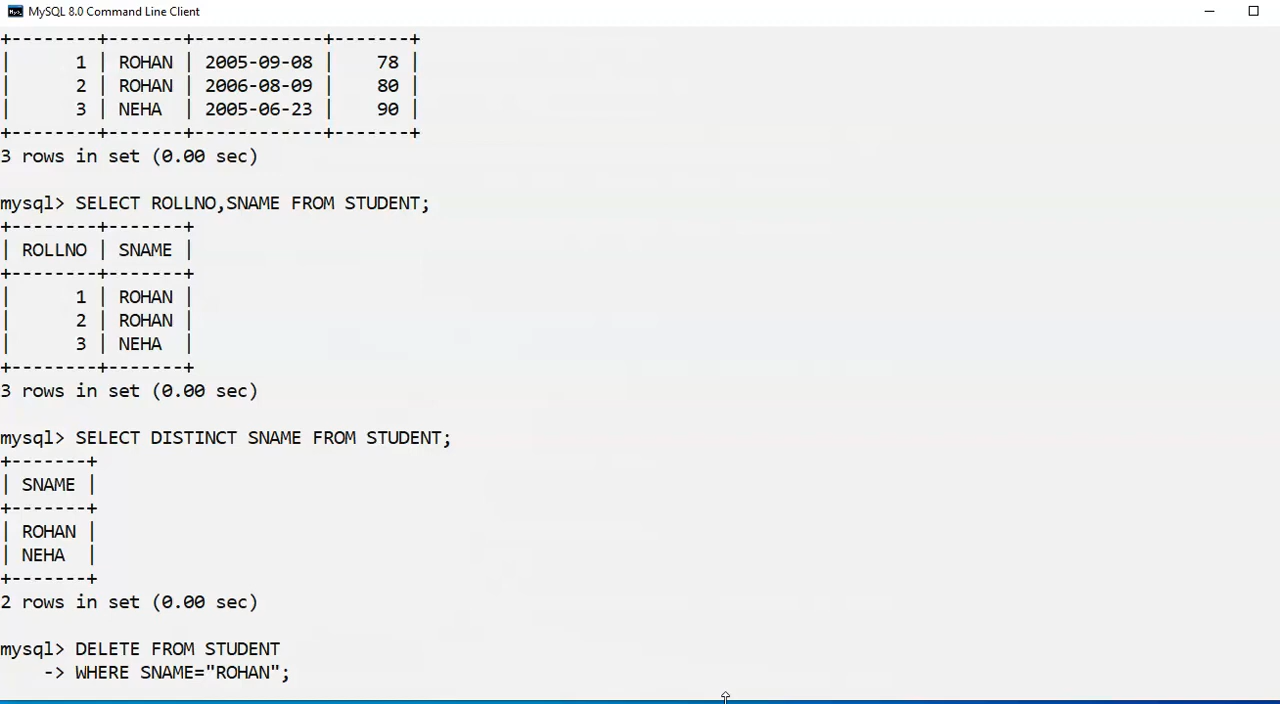 MySQL 8.0 Command Line Client
+--------+-------+------------+-------+
|      1 | ROHAN | 2005-09-08 |    78 |
|      2 | ROHAN | 2006-08-09 |    80 |
|      3 | NEHA  | 2005-06-23 |    90 |
+--------+-------+------------+-------+
3 rows in set (0.00 sec)
mysql> SELECT ROLLNO,SNAME FROM STUDENT;
+--------+-------+
| ROLLNO | SNAME |
+--------+-------+
|      1 | ROHAN |
|      2 | ROHAN |
|      3 | NEHA  |
+--------+-------+
3 rows in set (0.00 sec)
mysql> SELECT DISTINCT SNAME FROM STUDENT;
+-------+
| SNAME |
+-------+
| ROHAN |
| NEHA  |
+-------+
2 rows in set (0.00 sec)
mysql> DELETE FROM STUDENT
    -> WHERE SNAME="ROHAN";